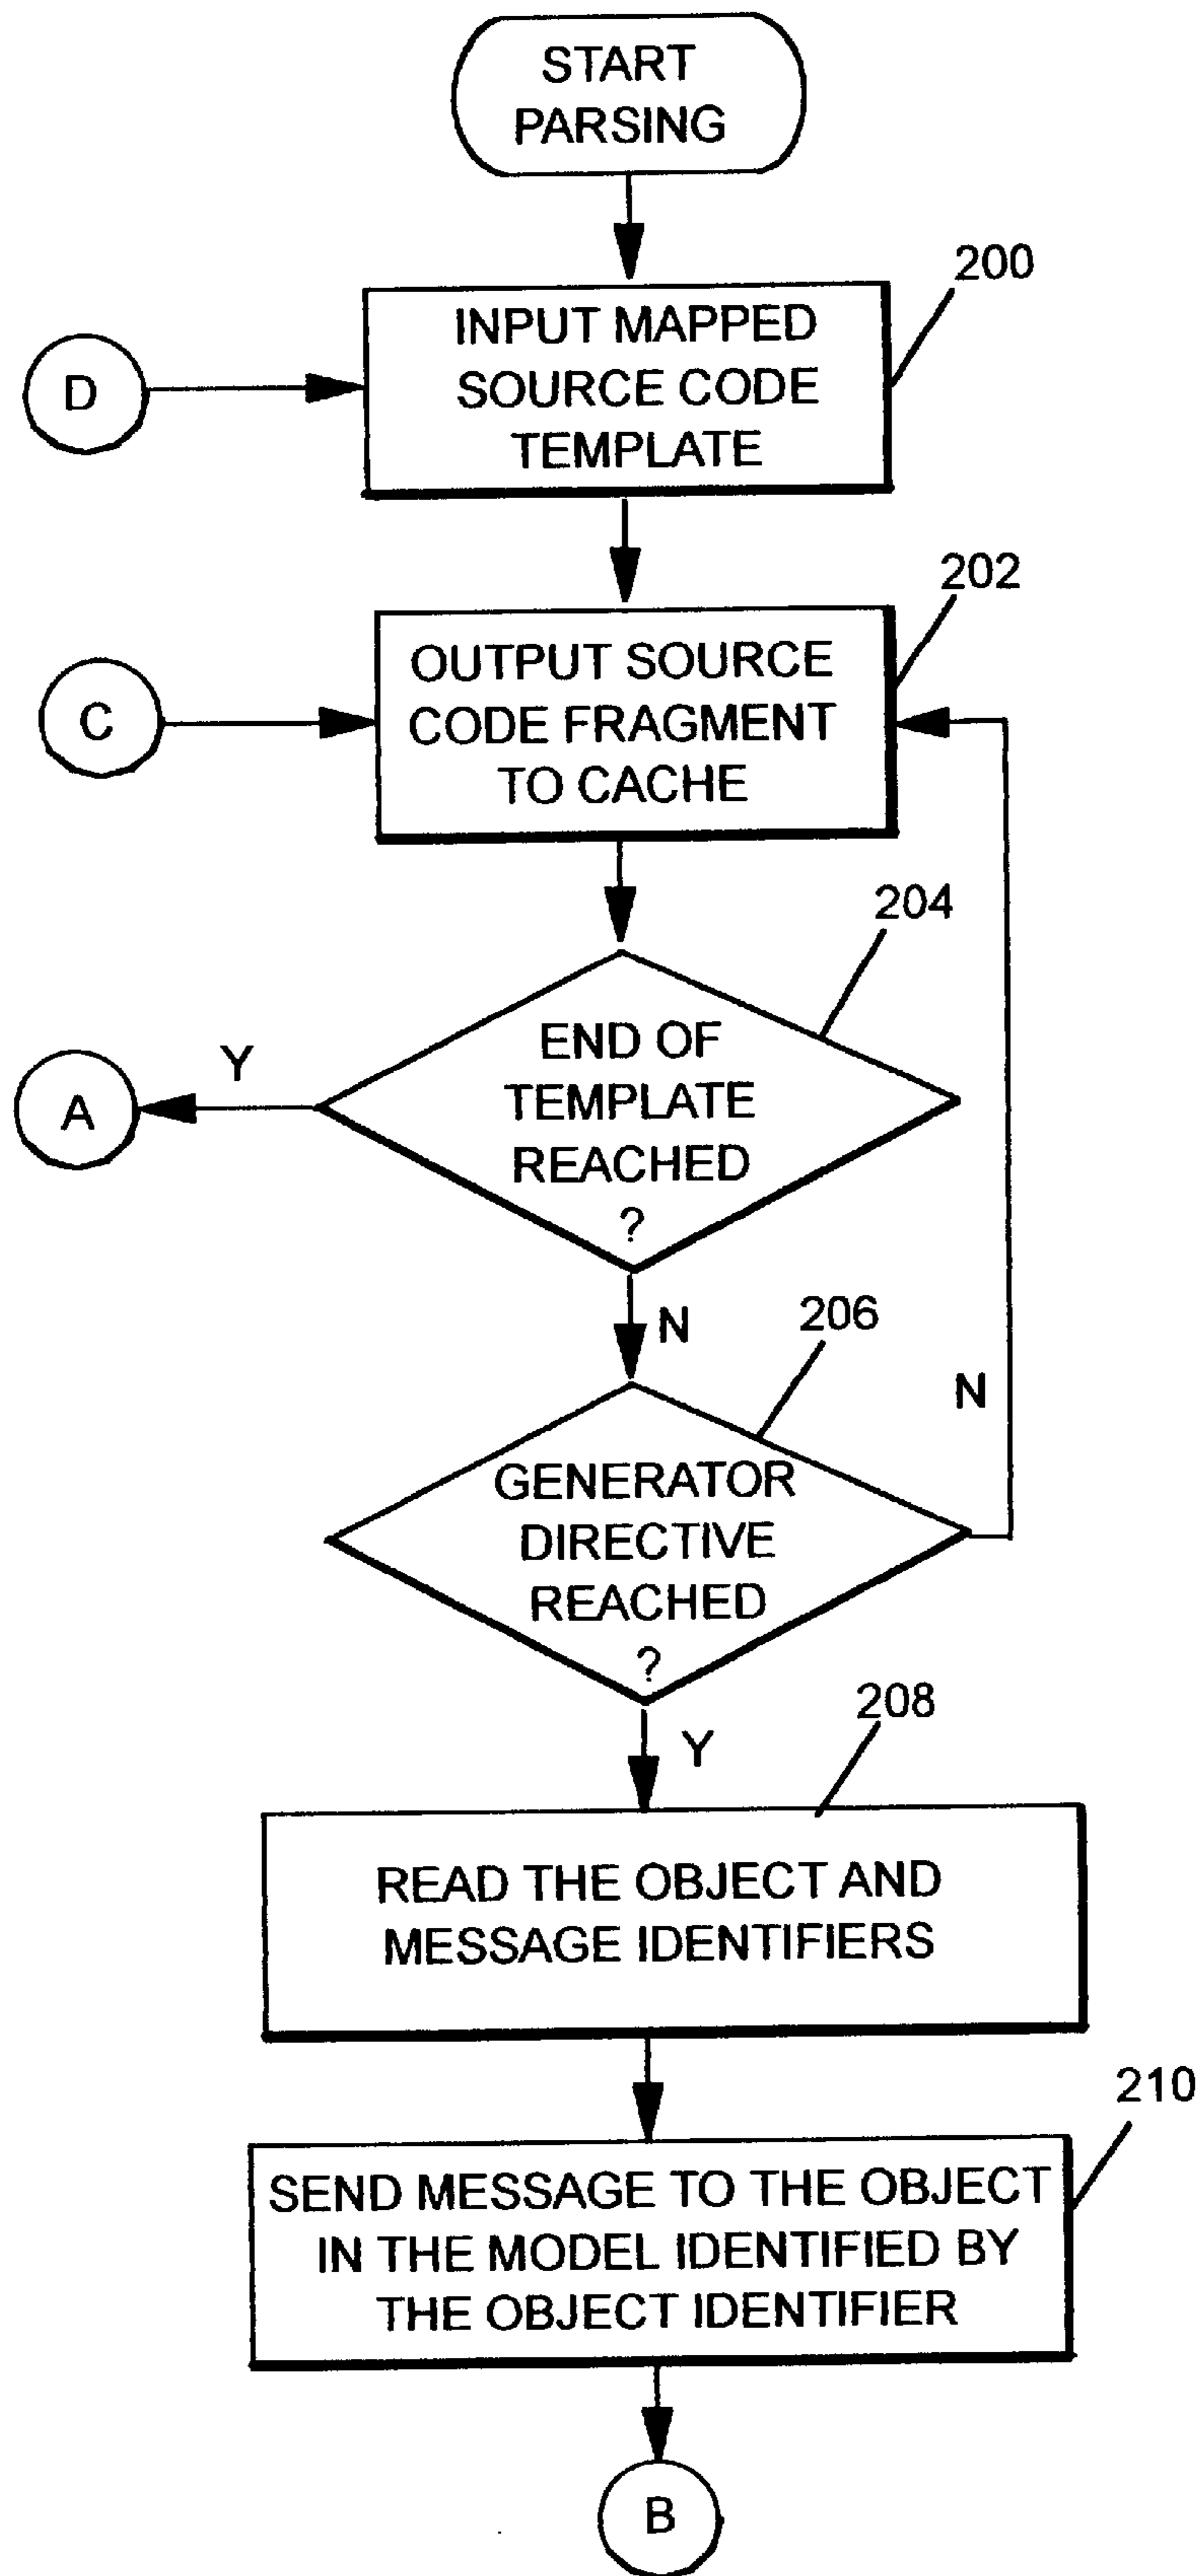 START
PARSING
200
INPUT MAPPED
SOURCE CODE
TEMPLATE
D
202
OUTPUT SOURCE
CODE FRAGMENT
TO CACHE
C
204
END OF
TEMPLATE
REACHED
?
Y
A
N
206
N
GENERATOR
DIRECTIVE
REACHED
?
208
Y
READ THE OBJECT AND
MESSAGE IDENTIFIERS
210
SEND MESSAGE TO THE OBJECT
IN THE MODEL IDENTIFIED BY
THE OBJECT IDENTIFIER
B